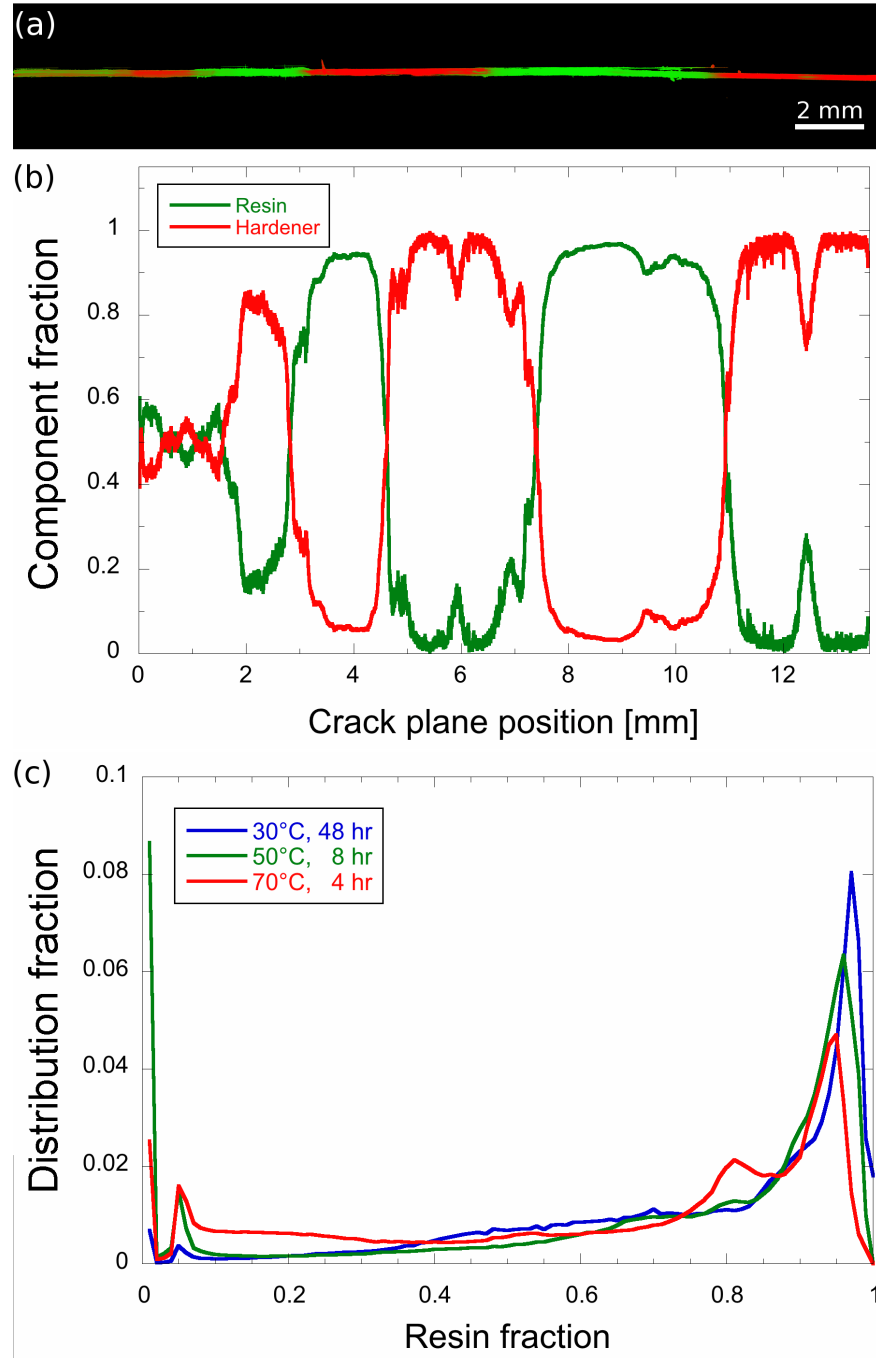 (a)
2 mm
(b)
Resin
Hardener
1
0.8
0.6
0.4
0.2
0
Component fraction
0 2 4 6 8 10 12
Crack plane position [mm]
(c)
0.1
0.08
0.06
0.04
0.02
0
Distribution fraction
30°C, 48 hr
50°C, 8 hr
70°C, 4 hr
0 0.2 0.4 0.6 0.8 1
Resin fraction